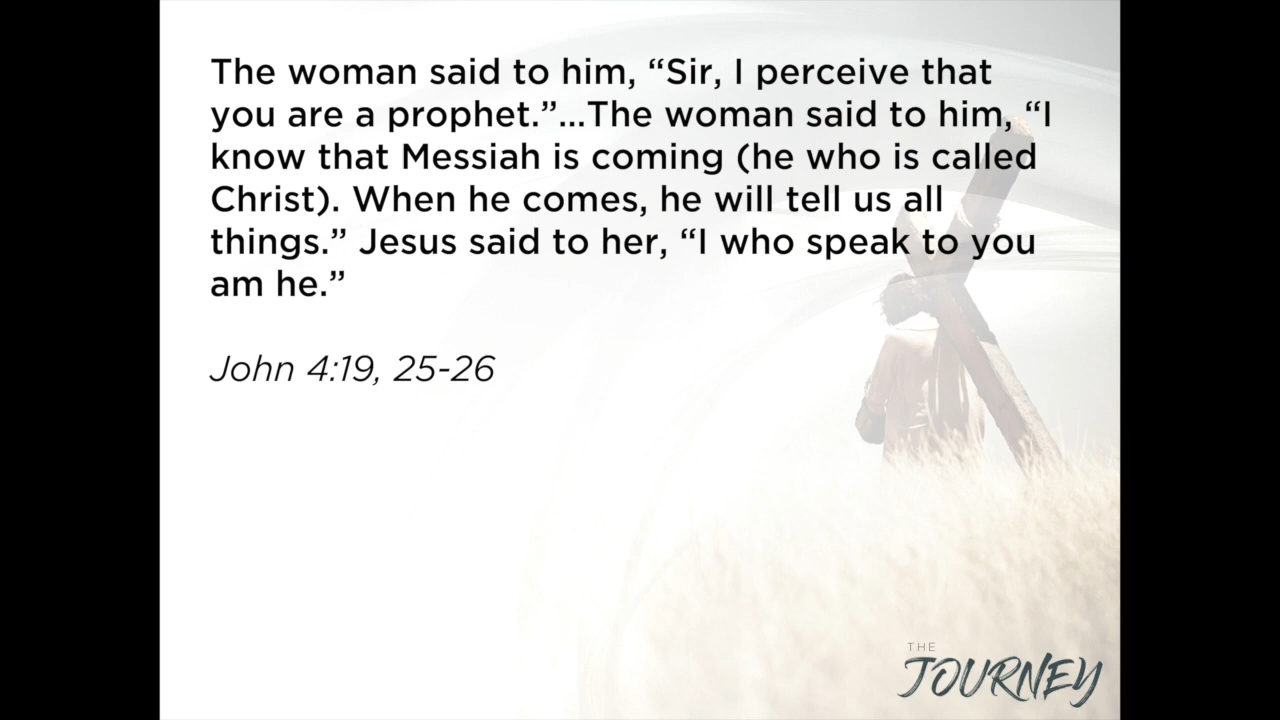 The woman said to him, “Sir, I perceive that
you are a prophet.”...The woman said to him, “I
know that Messiah is coming (he who is called
Christ). When he comes, he will tell us all
things.” Jesus said to her, “I who speak to you
am he.”
John 4:19, 25-26
THE
JOURNEY